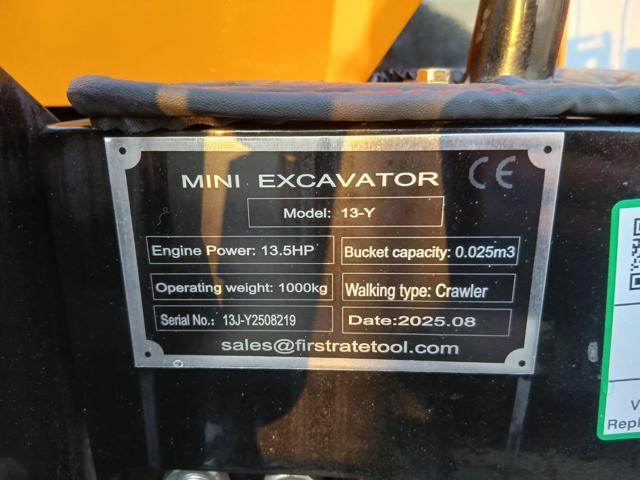 MINI EXCAVATOR CE
Model: 13-Y
Engine Power: 13.5HP Bucket capacity: 0.025m3
Operating weight: 1000kg Walking type: Crawler
Serial No.: 13J-Y2508219 Date:2025.08
sales@firstratetool.com